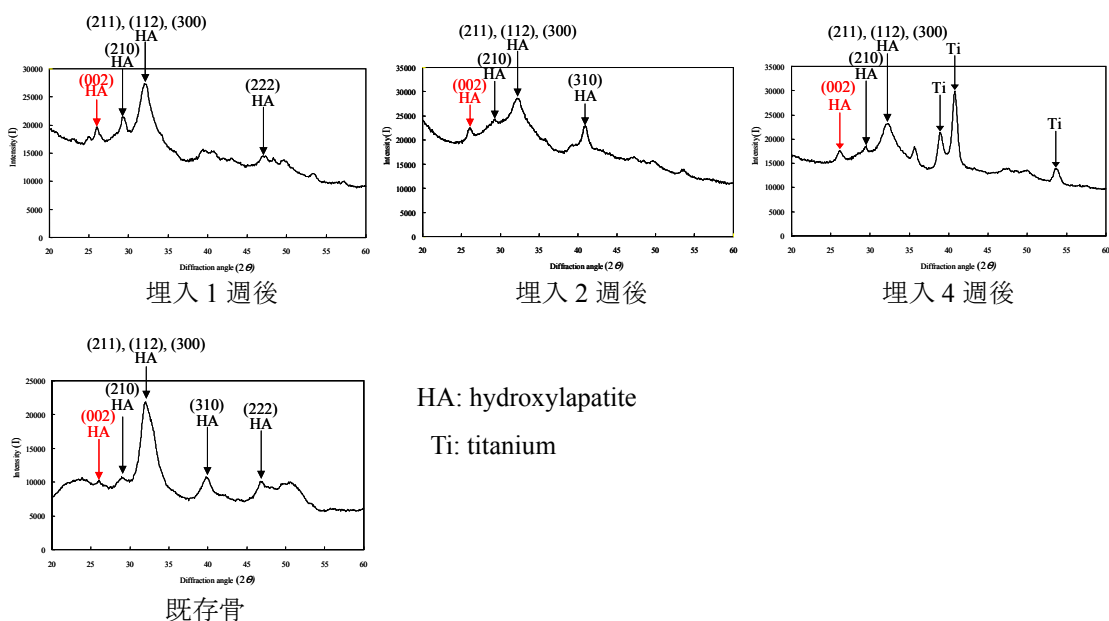 (211), (112), (300)
HA
(210)
HA
(002)
HA
(222)
HA
30000
25000
20000
15000
10000
5000
0
Intensity(I)
20 25 30 35 40 45 50 55 60
Diffraction angle (2θ)
埋入 1 週後
(211), (112), (300)
HA
(210)
HA
(002)
HA
(310)
HA
35000
30000
25000
20000
15000
10000
5000
0
Intensity(I)
20 25 30 35 40 45 50 55 60
Diffraction angle (2θ)
埋入 2 週後
(211), (112), (300)
HA
Ti
(210)
HA
(002)
HA
Ti
Ti
35000
30000
25000
20000
15000
10000
5000
0
Intensity(I)
20 25 30 35 40 45 50 55 60
Diffraction angle (2θ)
埋入 4 週後
(211), (112), (300)
HA
(210)
HA
(002)
HA
(310)
HA
(222)
HA
25000
20000
15000
10000
5000
0
Intensity (I)
20 25 30 35 40 45 50 55 60
Diffraction angle (2θ)
既存骨
HA: hydroxylapatite
Ti: titanium